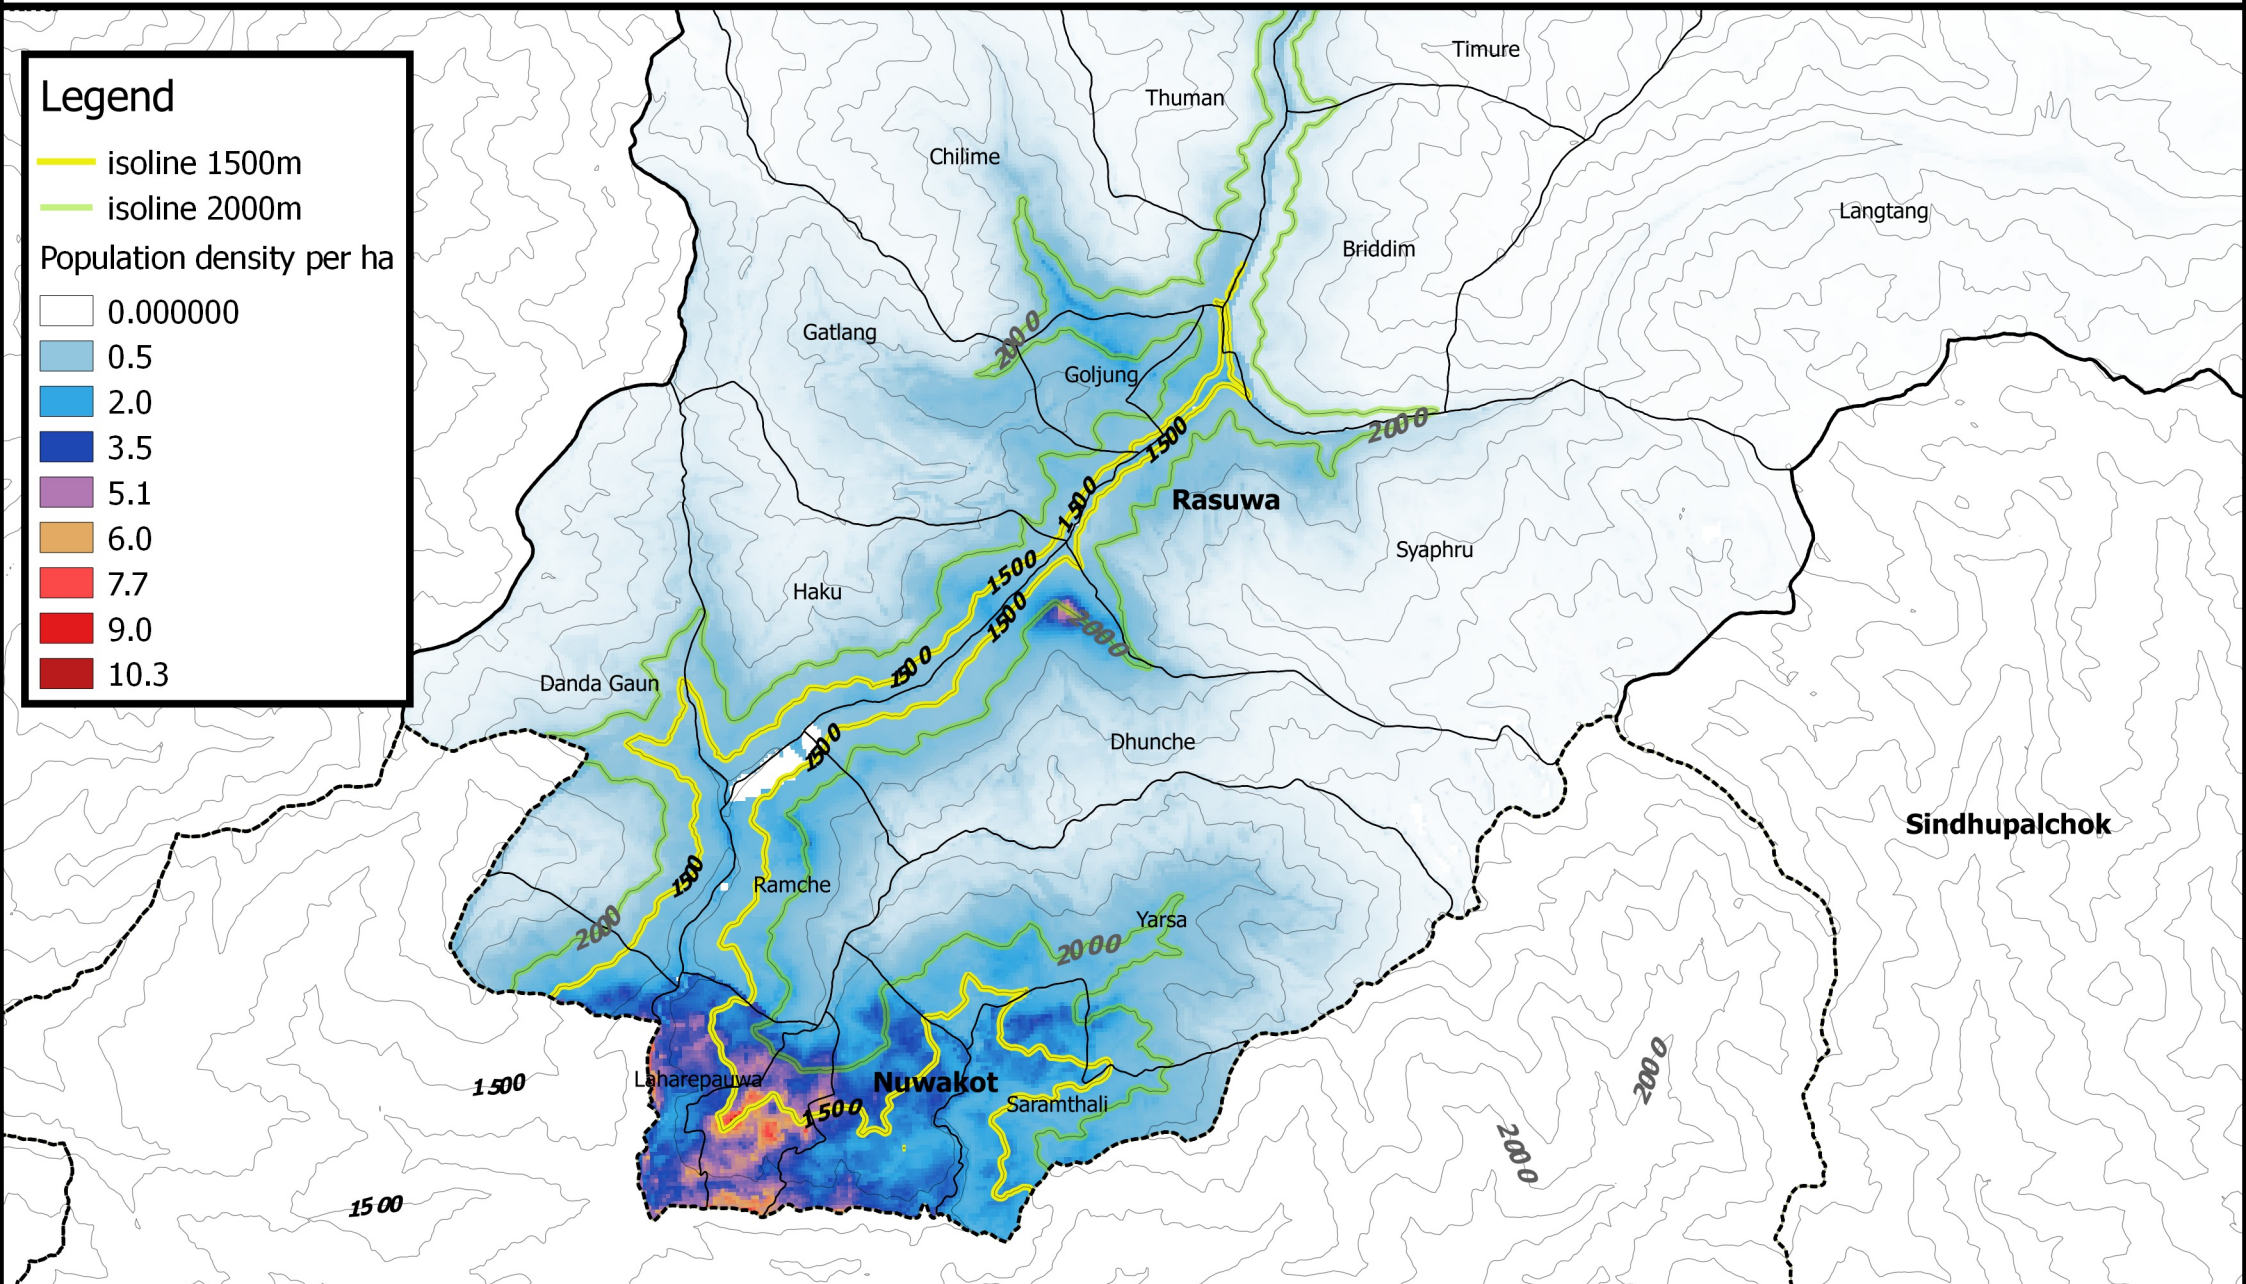 Legend
isoline 1500m
isoline 2000m
Population density per ha
0.000000
0.5
2.0
3.5
5.1
6.0
7.7
9.0
10.3
Timure
Thuman
Chilime
Langtang
Briddim
Gatlang
2000
Goljung
2000
1500
Rasuwa
1500
Syaphru
1500
Haku
1500
2000
1500
Danda Gaun
Dhunche
1500
Sindhupalchok
1500
Ramche
Yarsa
2000
2000
2000
Laharepauwa
Nuwakot
1500
Saramthali
1500
2000
1500